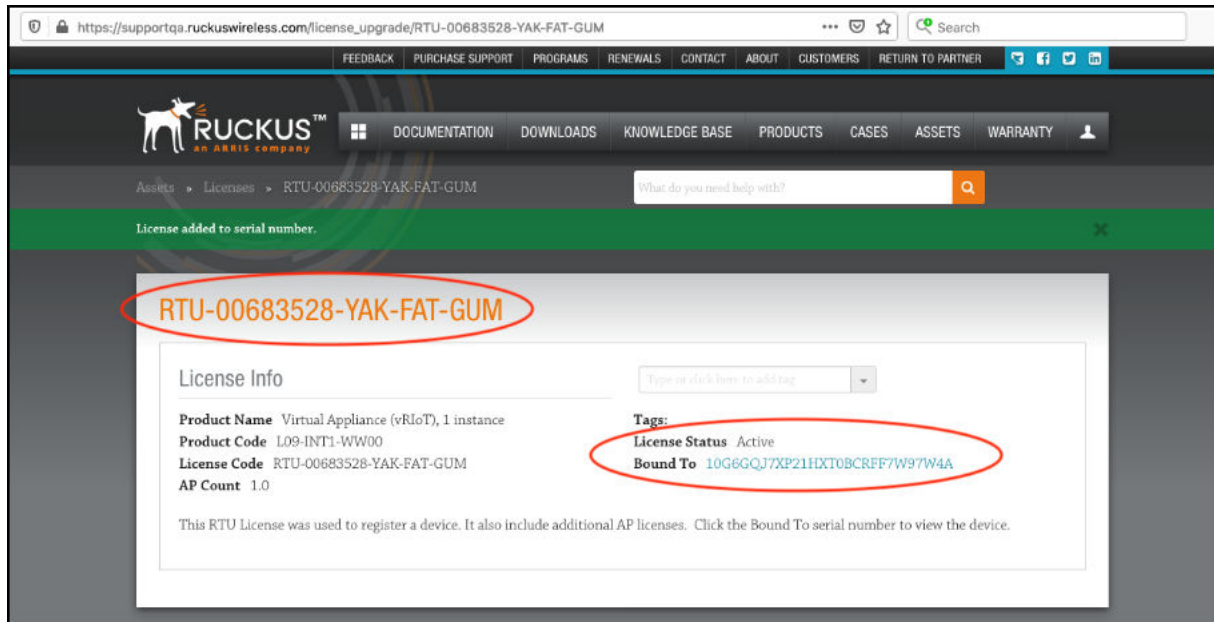 https://supportqa.ruckuswireless.com/license_upgrade/RTU-00683528-YAK-FAT-GUM
Search
FEEDBACK PURCHASE SUPPORT PROGRAMS RENEWALS CONTACT ABOUT CUSTOMERS RETURN TO PARTNER
RUCKUS™
an ARRIS company
DOCUMENTATION DOWNLOADS KNOWLEDGE BASE PRODUCTS CASES ASSETS WARRANTY
Assets » Licenses » RTU-00683528-YAK-FAT-GUM
What do you need help with?
License added to serial number.
RTU-00683528-YAK-FAT-GUM
License Info
Type or click here to add tag
Product Name Virtual Appliance (vRIoT), 1 instance
Tags:
Product Code L09-INT1-WW00
License Status Active
License Code RTU-00683528-YAK-FAT-GUM
Bound To 10G6GQJ7XP21HXT0BCRFF7W97W4A
AP Count 1.0
This RTU License was used to register a device. It also include additional AP licenses. Click the Bound To serial number to view the device.